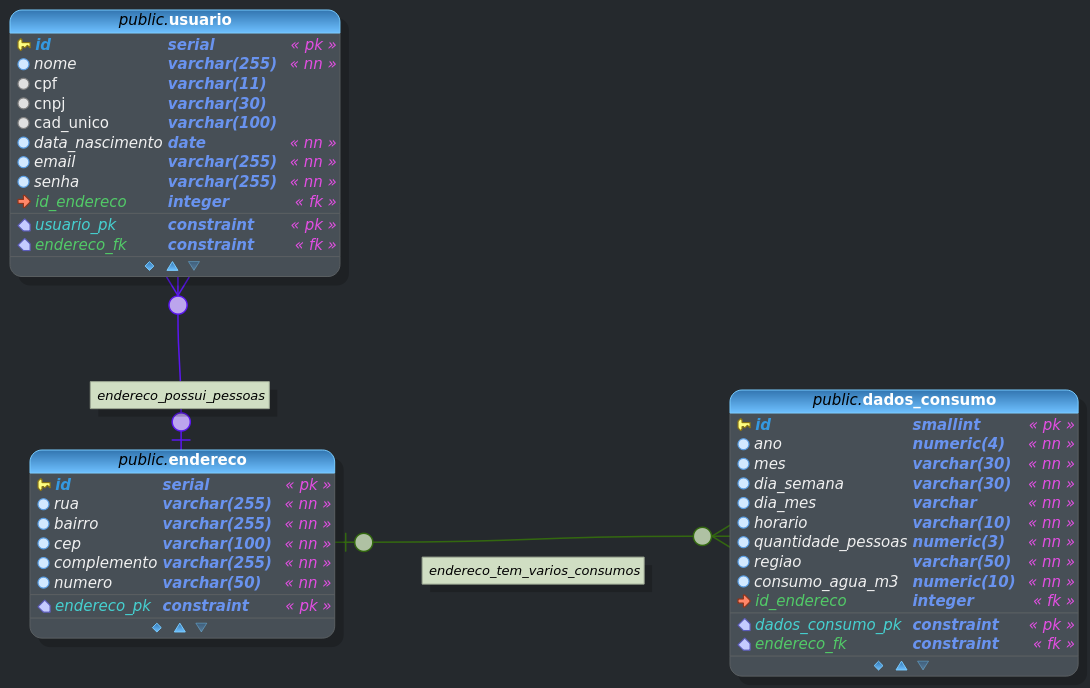 public.usuario
id serial « pk »
nome varchar(255) « nn »
cpf varchar(11)
cnpj varchar(30)
cad_unico varchar(100)
data_nascimento date « nn »
email varchar(255) « nn »
senha varchar(255) « nn »
id_endereco integer « fk »
usuario_pk constraint « pk »
endereco_fk constraint « fk »
endereco_possui_pessoas
public.endereco
id serial « pk »
rua varchar(255) « nn »
bairro varchar(255) « nn »
cep varchar(100) « nn »
complemento varchar(255) « nn »
numero varchar(50) « nn »
endereco_pk constraint « pk »
endereco_tem_varios_consumos
public.dados_consumo
id smallint « pk »
ano numeric(4) « nn »
mes varchar(30) « nn »
dia_semana varchar(30) « nn »
dia_mes varchar « nn »
horario varchar(10) « nn »
quantidade_pessoas numeric(3) « nn »
regiao varchar(50) « nn »
consumo_agua_m3 numeric(10) « nn »
id_endereco integer « fk »
dados_consumo_pk constraint « pk »
endereco_fk constraint « fk »